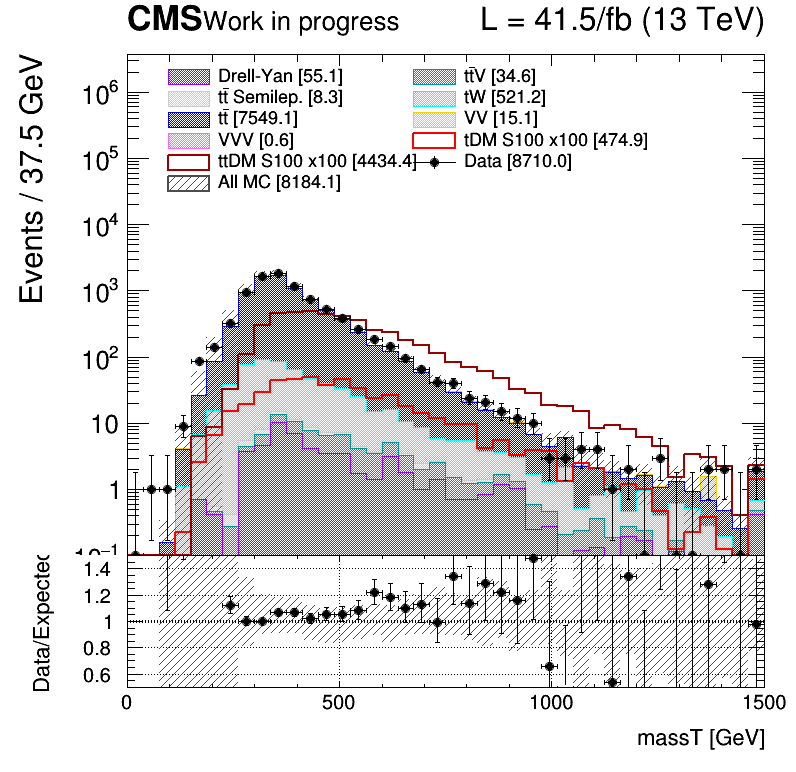 CMS Work in progress L = 41.5/fb (13 TeV)
Events / 37.5 GeV
Drell-Yan [55.1] tt̄V [34.6]
tt̄ Semilep. [8.3] tW [521.2]
tt̄ [7549.1] VV [15.1]
VVV [0.6] tDM S100 x100 [474.9]
ttDM S100 x100 [4434.4] Data [8710.0]
All MC [8184.1]
10⁶
10⁵
10⁴
10³
10²
10
1
10⁻¹
Data/Expected
1.4
1.2
1
0.8
0.6
0 500 1000 1500
massT [GeV]